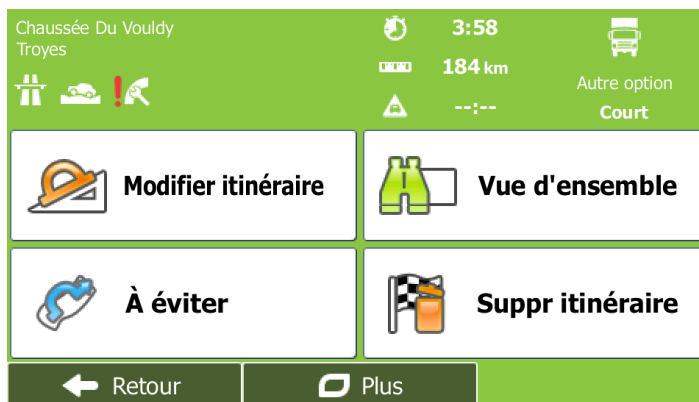 Chaussée Du Vouldy
Troyes
3:58
184 km
--:--
Autre option
Court
Modifier itinéraire
Vue d'ensemble
À éviter
Suppr itinéraire
Retour
Plus